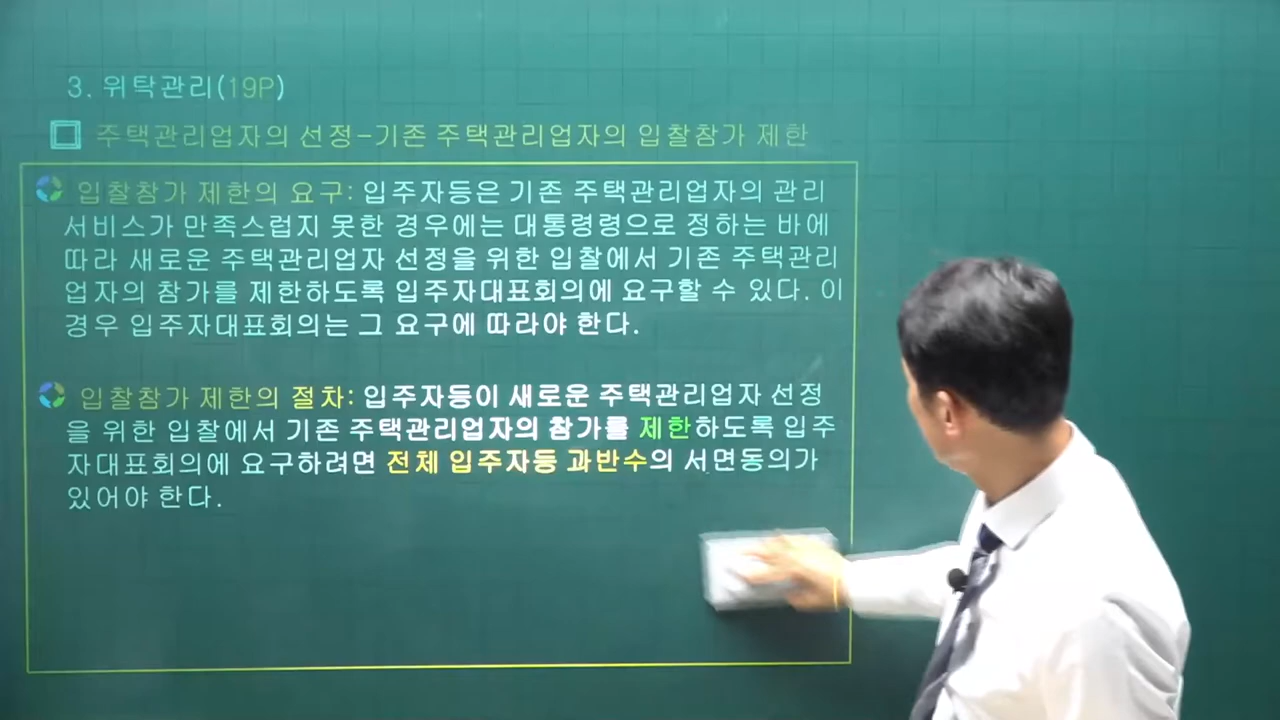 3. 위탁관리(19P)
주택관리업자의 선정-기존 주택관리업자의 입찰참가 제한
입찰참가 제한의 요구: 입주자등은 기존 주택관리업자의 관리
서비스가 만족스럽지 못한 경우에는 대통령령으로 정하는 바에
따라 새로운 주택관리업자 선정을 위한 입찰에서 기존 주택관리
업자의 참가를 제한하도록 입주자대표회의에 요구할 수 있다. 이
경우 입주자대표회의는 그 요구에 따라야 한다.
입찰참가 제한의 절차: 입주자등이 새로운 주택관리업자 선정
을 위한 입찰에서 기존 주택관리업자의 참가를 제한하도록 입주
자대표회의에 요구하려면 전체 입주자등 과반수의 서면동의가
있어야 한다.